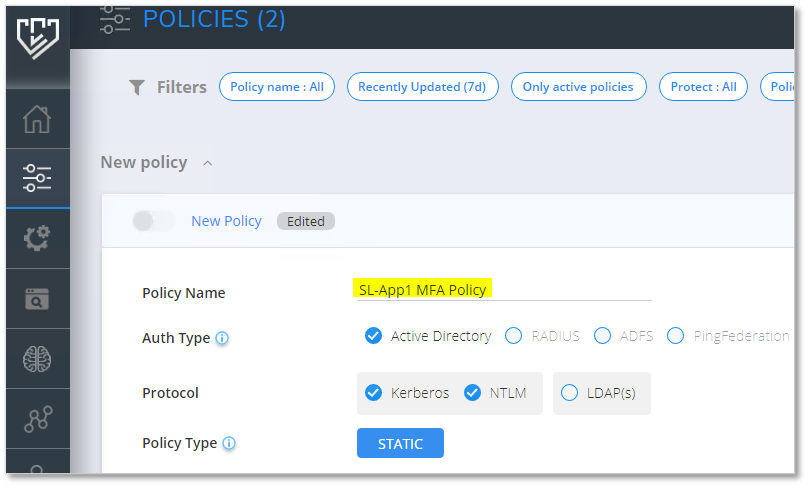 POLICIES (2)
Filters Policy name : All Recently Updated (7d) Only active policies Protect : All Polic
New policy
New Policy Edited
Policy Name SL-App1 MFA Policy
Auth Type Active Directory RADIUS ADFS PingFederation
Protocol Kerberos NTLM LDAP(s)
Policy Type STATIC